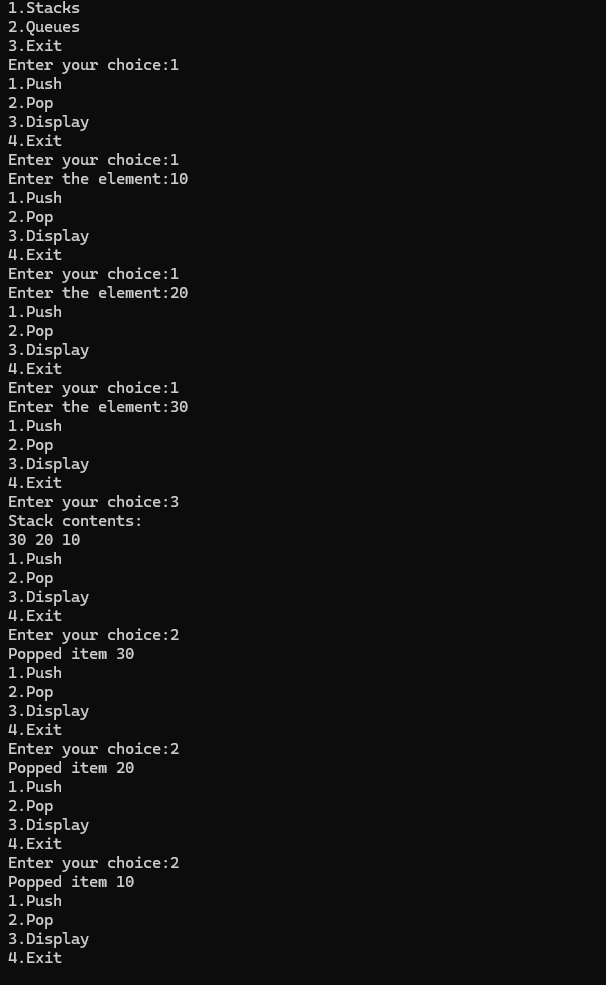 1.Stacks
2.Queues
3.Exit
Enter your choice:1
1.Push
2.Pop
3.Display
4.Exit
Enter your choice:1
Enter the element:10
1.Push
2.Pop
3.Display
4.Exit
Enter your choice:1
Enter the element:20
1.Push
2.Pop
3.Display
4.Exit
Enter your choice:1
Enter the element:30
1.Push
2.Pop
3.Display
4.Exit
Enter your choice:3
Stack contents:
30 20 10
1.Push
2.Pop
3.Display
4.Exit
Enter your choice:2
Popped item 30
1.Push
2.Pop
3.Display
4.Exit
Enter your choice:2
Popped item 20
1.Push
2.Pop
3.Display
4.Exit
Enter your choice:2
Popped item 10
1.Push
2.Pop
3.Display
4.Exit